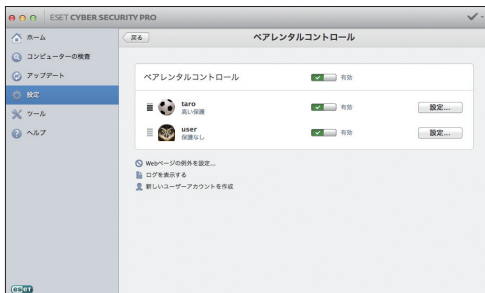 ESET CYBER SECURITY PRO
ホーム
コンピューターの検査
アップデート
設定
ツール
ヘルプ
戻る
ペアレンタルコントロール
ペアレンタルコントロール
有効
taro
高い保護
有効
設定...
user
保護なし
有効
設定...
Webページの例外を設定...
ログを表示する
新しいユーザーアカウントを作成
eset